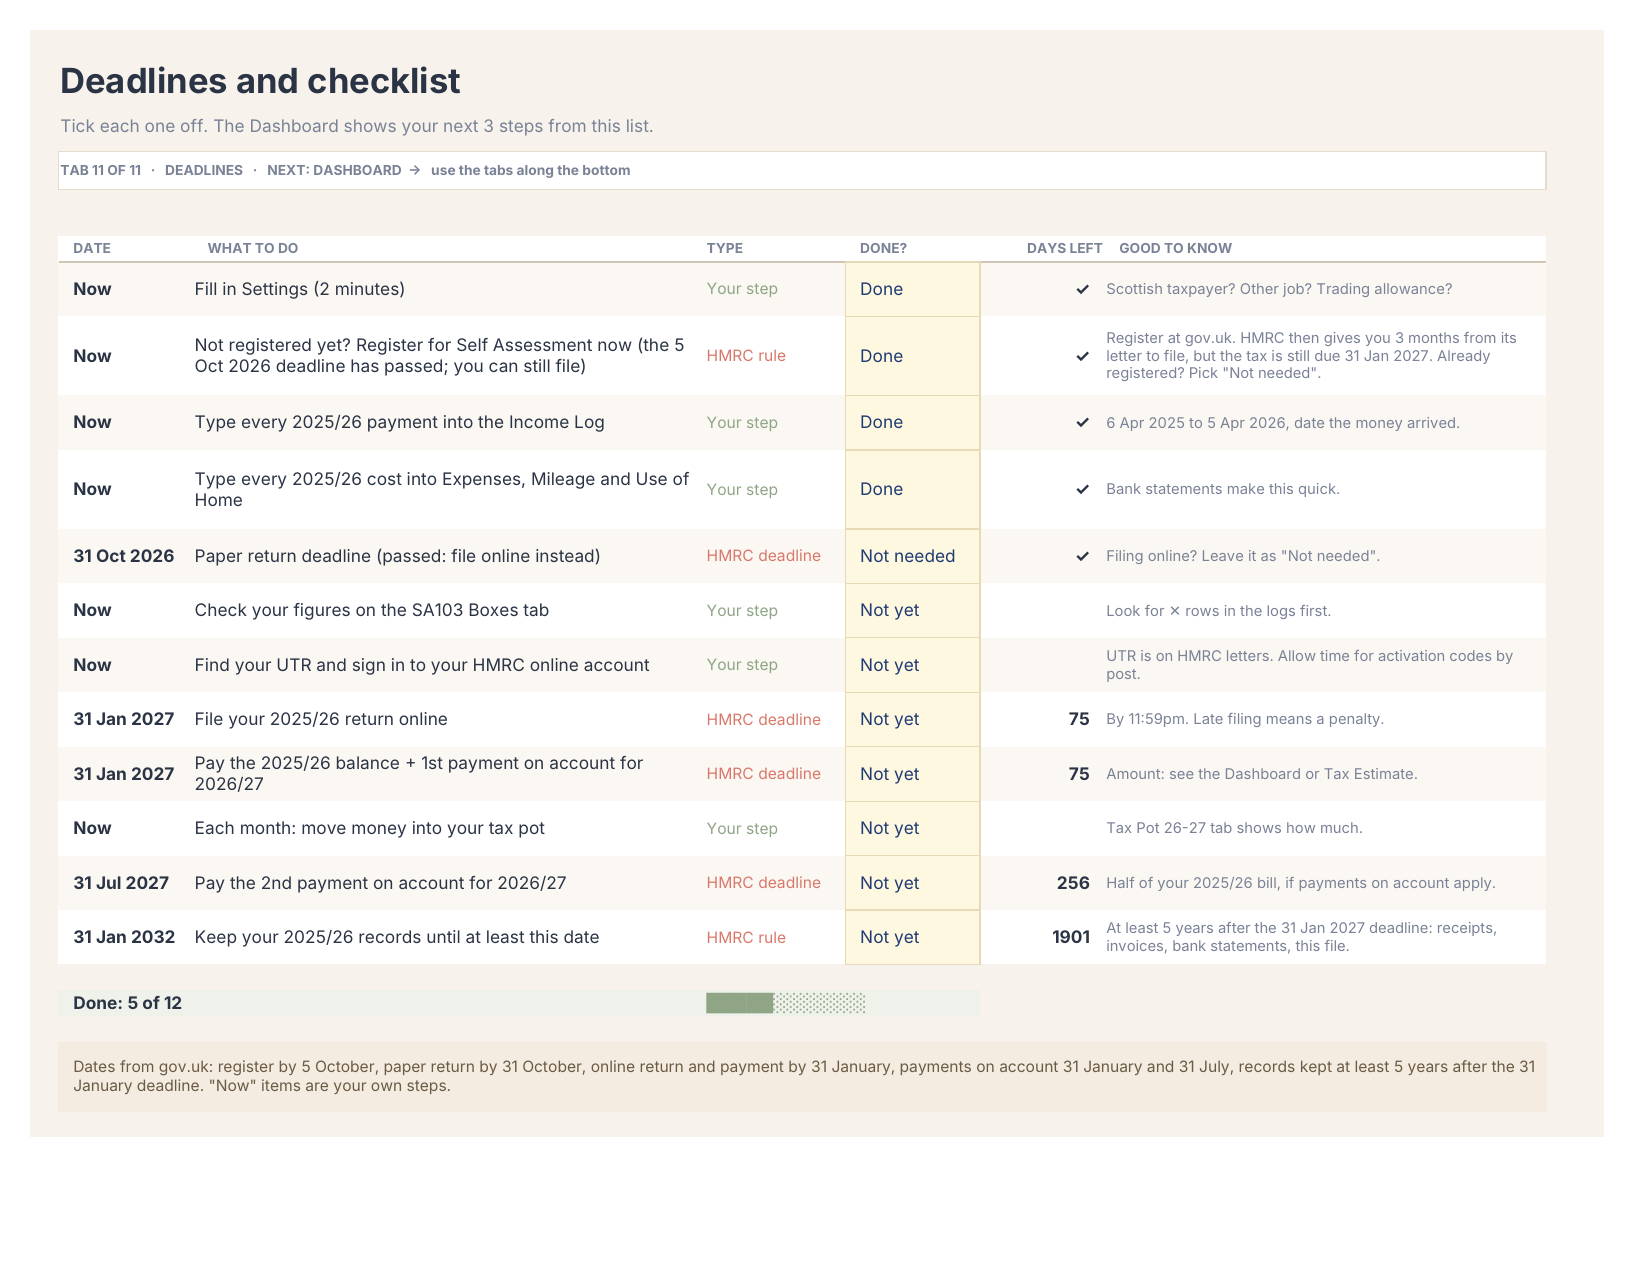 Deadlines and checklist
Tick each one off. The Dashboard shows your next 3 steps from this list.
TAB 11 OF 11 · DEADLINES · NEXT: DASHBOARD → use the tabs along the bottom
DATE WHAT TO DO TYPE DONE? DAYS LEFT GOOD TO KNOW
Now Fill in Settings (2 minutes) Your step Done ✓ Scottish taxpayer? Other job? Trading allowance?
Now Not registered yet? Register for Self Assessment now (the 5
Oct 2026 deadline has passed; you can still file) HMRC rule Done ✓ Register at gov.uk. HMRC then gives you 3 months from its
letter to file, but the tax is still due 31 Jan 2027. Already
registered? Pick "Not needed".
Now Type every 2025/26 payment into the Income Log Your step Done ✓ 6 Apr 2025 to 5 Apr 2026, date the money arrived.
Now Type every 2025/26 cost into Expenses, Mileage and Use of
Home Your step Done ✓ Bank statements make this quick.
31 Oct 2026 Paper return deadline (passed: file online instead) HMRC deadline Not needed ✓ Filing online? Leave it as "Not needed".
Now Check your figures on the SA103 Boxes tab Your step Not yet Look for ✕ rows in the logs first.
Now Find your UTR and sign in to your HMRC online account Your step Not yet UTR is on HMRC letters. Allow time for activation codes by
post.
31 Jan 2027 File your 2025/26 return online HMRC deadline Not yet 75 By 11:59pm. Late filing means a penalty.
31 Jan 2027 Pay the 2025/26 balance + 1st payment on account for
2026/27 HMRC deadline Not yet 75 Amount: see the Dashboard or Tax Estimate.
Now Each month: move money into your tax pot Your step Not yet Tax Pot 26-27 tab shows how much.
31 Jul 2027 Pay the 2nd payment on account for 2026/27 HMRC deadline Not yet 256 Half of your 2025/26 bill, if payments on account apply.
31 Jan 2032 Keep your 2025/26 records until at least this date HMRC rule Not yet 1901 At least 5 years after the 31 Jan 2027 deadline: receipts,
invoices, bank statements, this file.
Done: 5 of 12
Dates from gov.uk: register by 5 October, paper return by 31 October, online return and payment by 31 January, payments on account 31 January and 31 July, records kept at least 5 years after the 31
January deadline. "Now" items are your own steps.